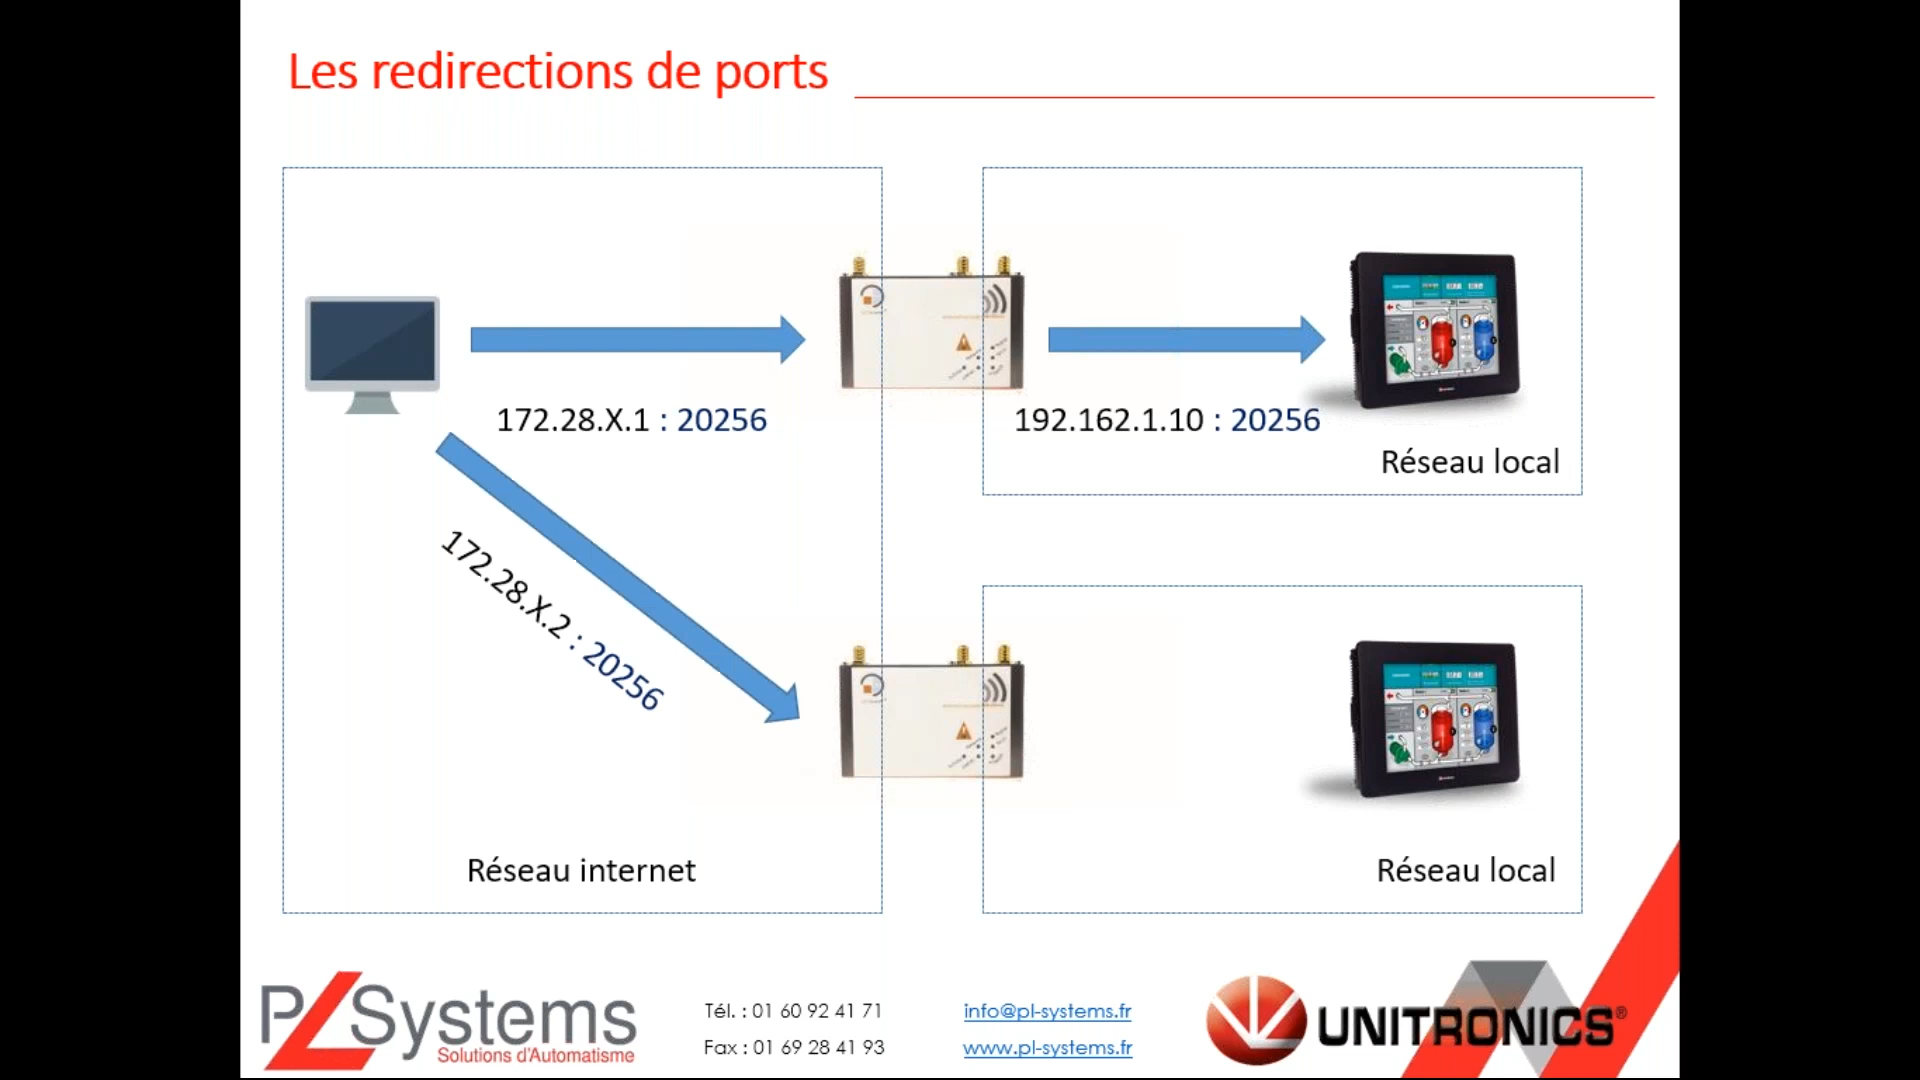 Les redirections de ports
172.28.X.1 : 20256
192.162.1.10 : 20256
Réseau local
172.28.X.2 : 20256
Réseau internet
Réseau local
PLSystems
Solutions d'Automatisme
Tél. : 01 60 92 41 71
Fax : 01 69 28 41 93
info@pl-systems.fr
www.pl-systems.fr
UNITRONICS®